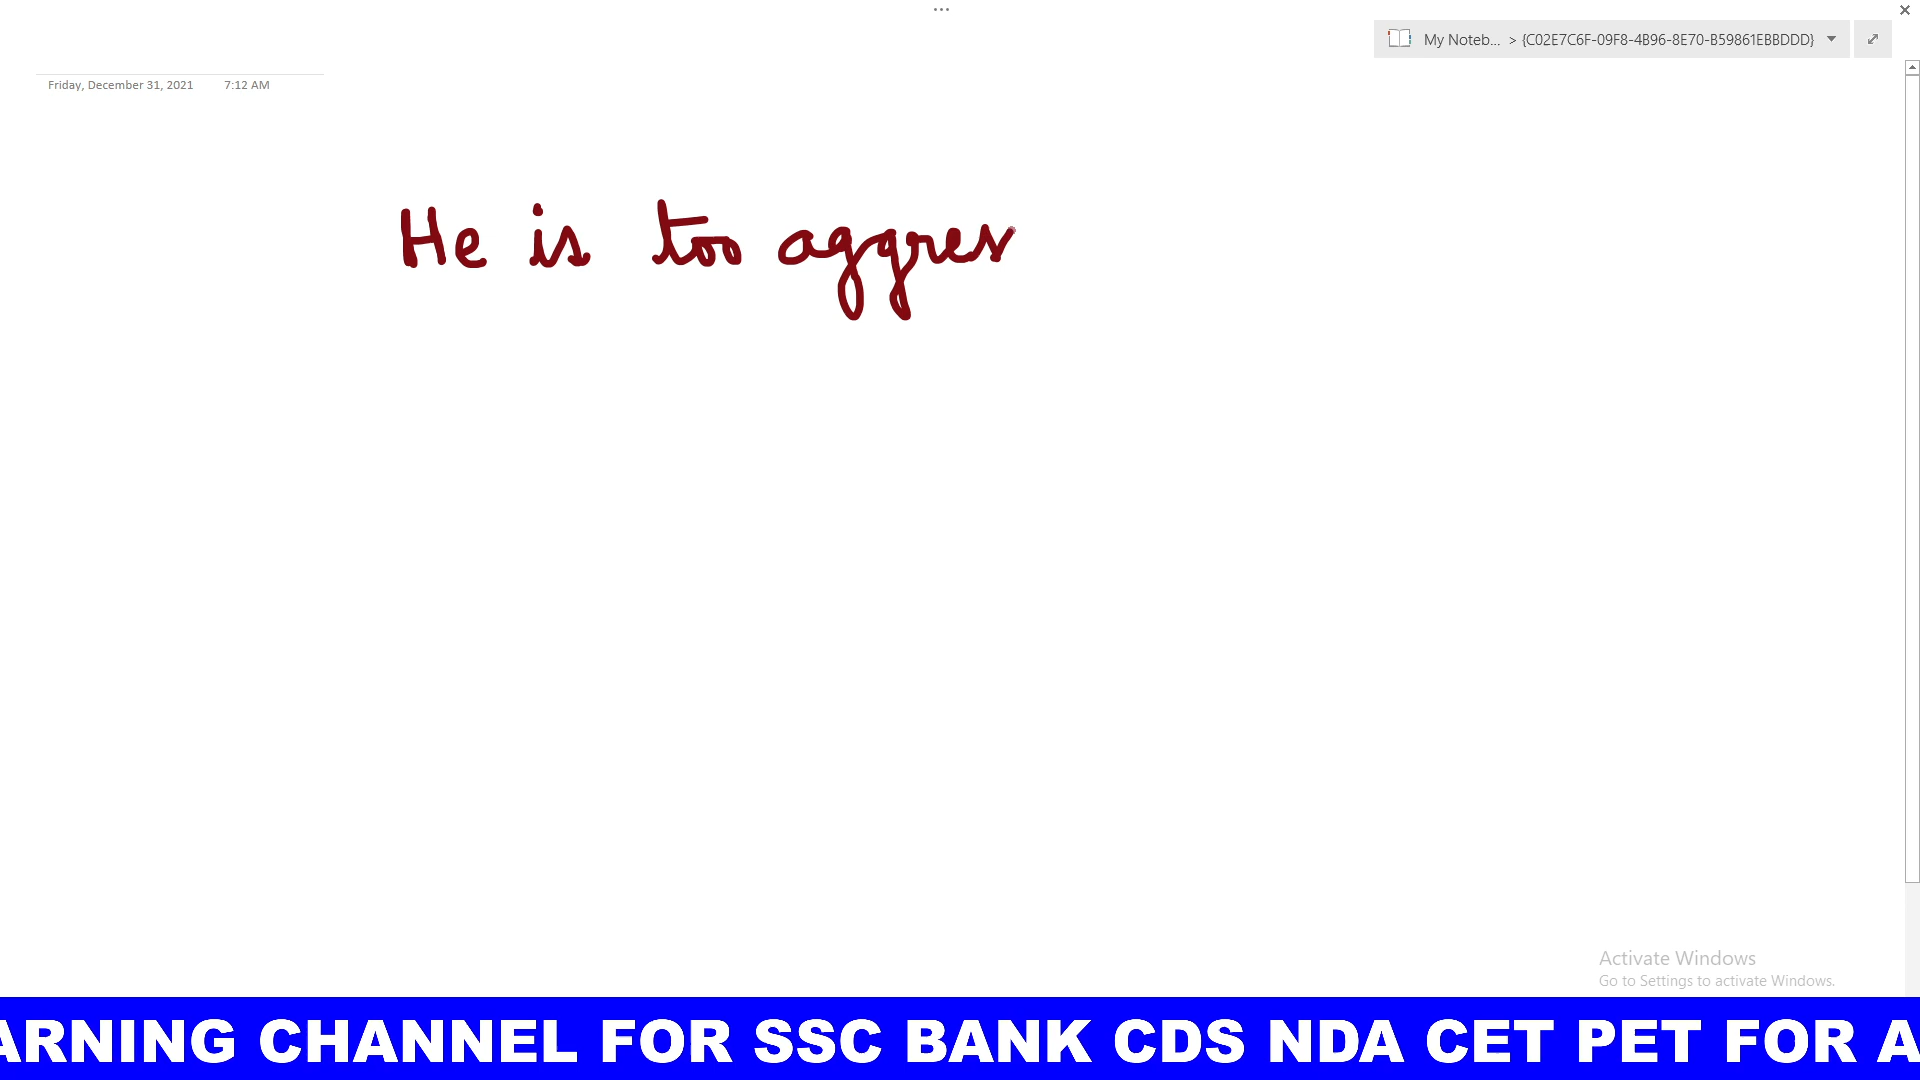 ...
My Noteb... > {C02E7C6F-09F8-4B96-8E70-B59861EBBDDD}
Friday, December 31, 2021 7:12 AM
He is too aggres
Activate Windows
Go to Settings to activate Windows.
ARNING CHANNEL FOR SSC BANK CDS NDA CET PET FOR A